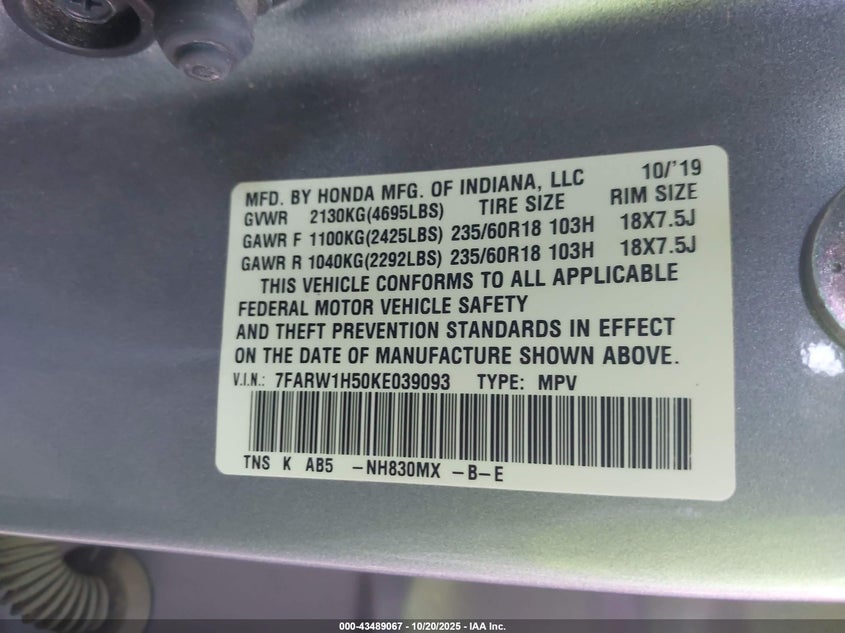 MFD. BY HONDA MFG. OF INDIANA, LLC 10/'19
GVWR 2130KG(4695LBS) TIRE SIZE RIM SIZE
GAWR F 1100KG(2425LBS) 235/60R18 103H 18X7.5J
GAWR R 1040KG(2292LBS) 235/60R18 103H 18X7.5J
THIS VEHICLE CONFORMS TO ALL APPLICABLE
FEDERAL MOTOR VEHICLE SAFETY
AND THEFT PREVENTION STANDARDS IN EFFECT
ON THE DATE OF MANUFACTURE SHOWN ABOVE.
V.I.N.: 7FARW1H50KE039093 TYPE: MPV
TNS K AB5 -NH830MX -B-E
000-43489067 - 10/20/2025 - IAA Inc.